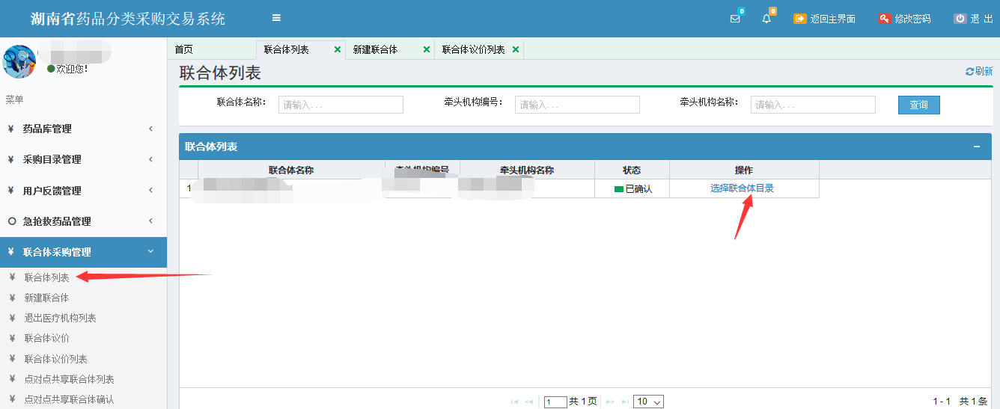 湖南省药品分类采购交易系统
0
0
返回主界面
修改密码
退 出
欢迎您!
菜单
¥ 药品库管理
¥ 采购目录管理
¥ 用户反馈管理
急抢救药品管理
¥ 联合体采购管理
¥ 联合体列表
¥ 新建联合体
¥ 退出医疗机构列表
¥ 联合体议价
¥ 联合体议价列表
¥ 点对点共享联合体列表
¥ 点对点共享联合体确认
首页
联合体列表
新建联合体
联合体议价列表
联合体列表
刷新
联合体名称: 请输入...
牵头机构编号: 请输入...
牵头机构名称: 请输入...
查询
联合体列表
联合体名称 牵头机构编号 牵头机构名称 状态 操作
1 已确认 选择联合体目录
1 共 1 页 10
1 - 1 共 1 条